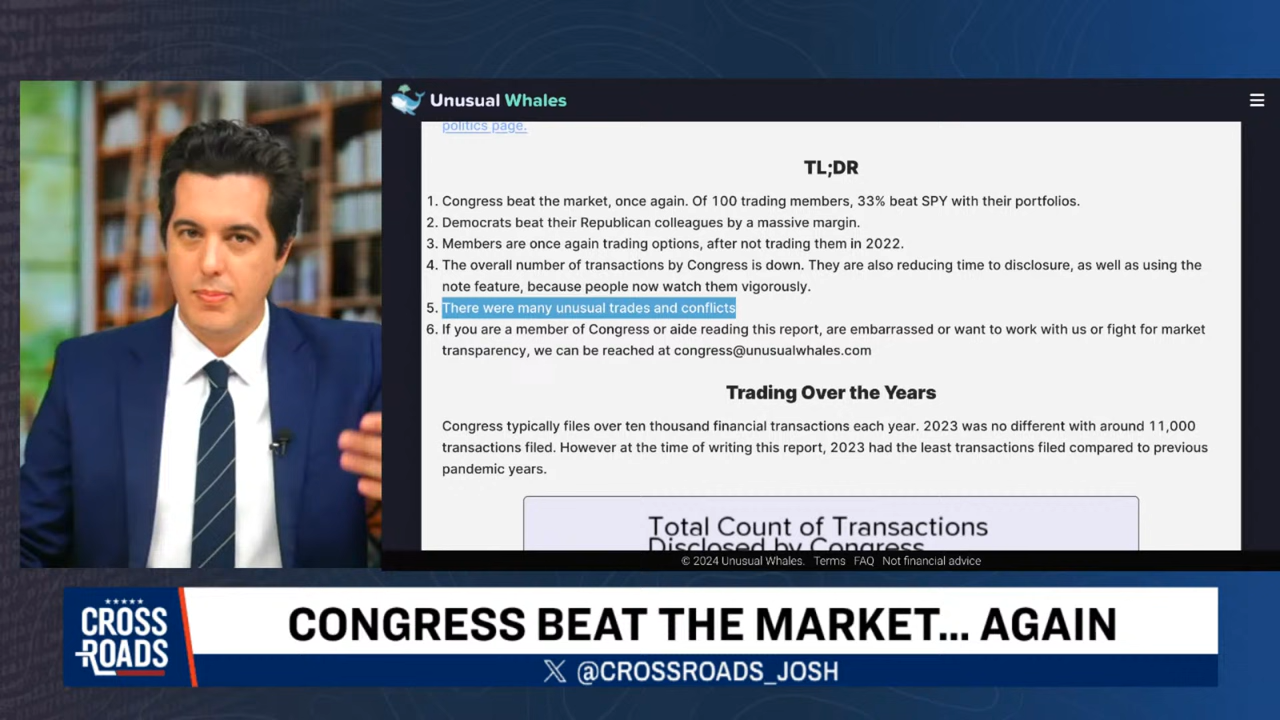 Unusual Whales
politics page.
TL;DR
1. Congress beat the market, once again. Of 100 trading members, 33% beat SPY with their portfolios.
2. Democrats beat their Republican colleagues by a massive margin.
3. Members are once again trading options, after not trading them in 2022.
4. The overall number of transactions by Congress is down. They are also reducing time to disclosure, as well as using the
note feature, because people now watch them vigorously.
5. There were many unusual trades and conflicts
6. If you are a member of Congress or aide reading this report, are embarrassed or want to work with us or fight for market
transparency, we can be reached at congress@unusualwhales.com
Trading Over the Years
Congress typically files over ten thousand financial transactions each year. 2023 was no different with around 11,000
transactions filed. However at the time of writing this report, 2023 had the least transactions filed compared to previous
pandemic years.
Total Count of Transactions
Disclosed by Congress
© 2024 Unusual Whales. Terms FAQ Not financial advice
CROSS
ROADS
CONGRESS BEAT THE MARKET... AGAIN
X @CROSSROADS_JOSH